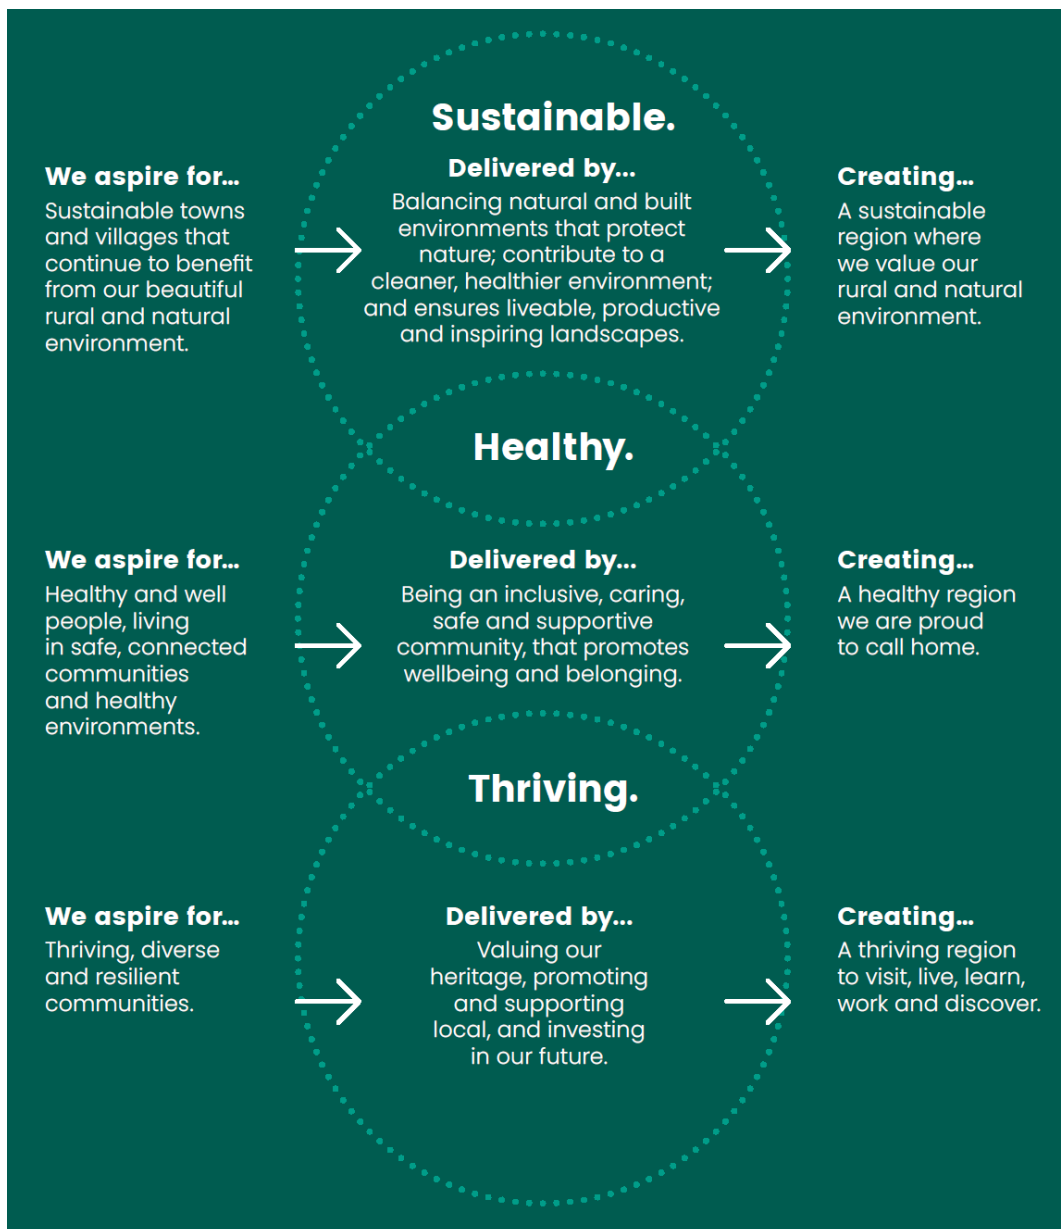 Sustainable.
We aspire for...
Sustainable towns
and villages that
continue to benefit
from our beautiful
rural and natural
environment.
Delivered by...
Balancing natural and built
environments that protect
nature; contribute to a
cleaner, healthier environment;
and ensures liveable, productive
and inspiring landscapes.
Creating...
A sustainable
region where
we value our
rural and natural
environment.
Healthy.
We aspire for...
Healthy and well
people, living
in safe, connected
communities
and healthy
environments.
Delivered by...
Being an inclusive, caring,
safe and supportive
community, that promotes
wellbeing and belonging.
Creating...
A healthy region
we are proud
to call home.
Thriving.
We aspire for...
Thriving, diverse
and resilient
communities.
Delivered by...
Valuing our
heritage, promoting
and supporting
local, and investing
in our future.
Creating...
A thriving region
to visit, live, learn,
work and discover.